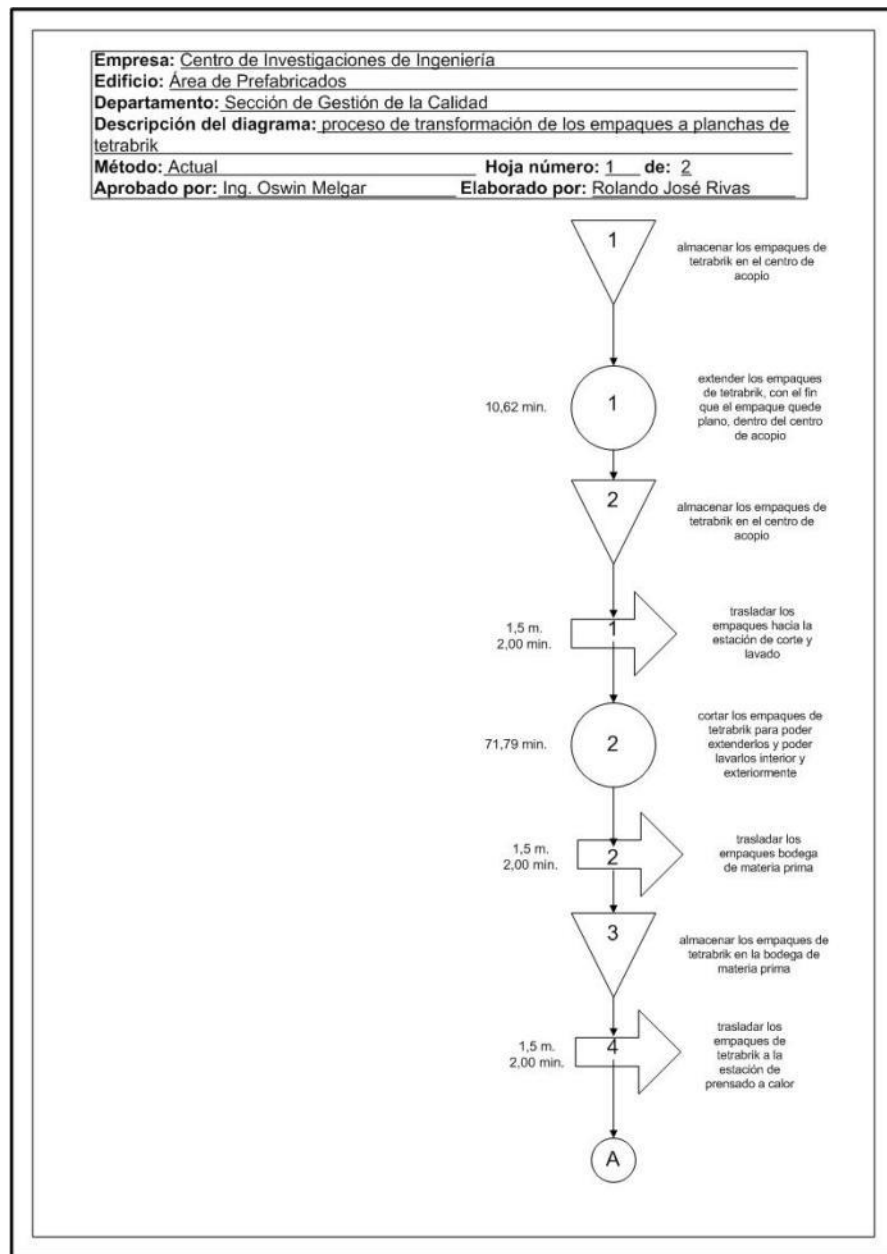 Empresa: Centro de Investigaciones de Ingeniería
Edificio: Área de Prefabricados
Departamento: Sección de Gestión de la Calidad
Descripción del diagrama: proceso de transformación de los empaques a planchas de
tetrabrik
Método: Actual Hoja número: 1 de: 2
Aprobado por: Ing. Oswin Melgar Elaborado por: Rolando José Rivas
1
almacenar los empaques de
tetrabrik en el centro de
acopio
10,62 min.
1
extender los empaques
de tetrabrik, con el fin
que el empaque quede
plano, dentro del centro
de acopio
2
almacenar los empaques de
tetrabrik en el centro de
acopio
1,5 m.
2,00 min.
1
trasladar los
empaques hacia la
estación de corte y
lavado
71,79 min.
2
cortar los empaques de
tetrabrik para poder
extenderlos y poder
lavarlos interior y
exteriormente
1,5 m.
2,00 min.
2
trasladar los
empaques bodega
de materia prima
3
almacenar los empaques de
tetrabrik en la bodega de
materia prima
1,5 m.
2,00 min.
4
trasladar los
empaques de
tetrabrik a la
estación de
prensado a calor
A